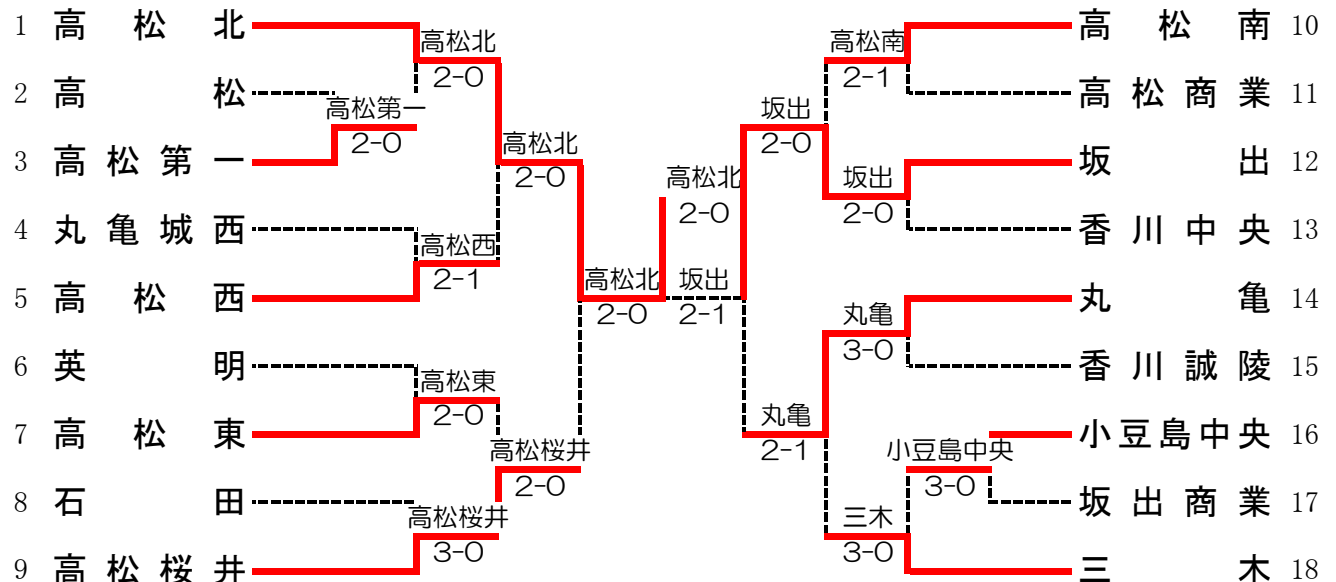 1 高松北
2 高松
3 高松第一
4 丸亀城西
5 高松西
6 英明
7 高松東
8 石田
9 高松桜井
高松北
2-0
高松第一
2-0
高松西
2-1
高松東
2-0
高松桜井
3-0
高松北
2-0
高松桜井
2-0
高松北
2-0
高松北
2-0
坂出
2-1
坂出
2-0
丸亀
2-1
高松南
2-1
坂出
2-0
丸亀
3-0
三木
3-0
小豆島中央
3-0
高松南 10
高松商業 11
坂出 12
香川中央 13
丸亀 14
香川誠陵 15
小豆島中央 16
坂出商業 17
三木 18